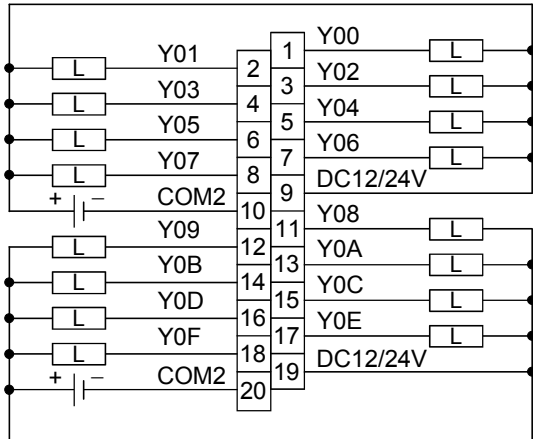 1 Y00 L
L Y01 2
3 Y02 L
L Y03 4
5 Y04 L
L Y05 6
7 Y06 L
L Y07 8
9 DC12/24V
+ − COM2 10
11 Y08 L
L Y09 12
13 Y0A L
L Y0B 14
15 Y0C L
L Y0D 16
17 Y0E L
L Y0F 18
19 DC12/24V
+ − COM2 20